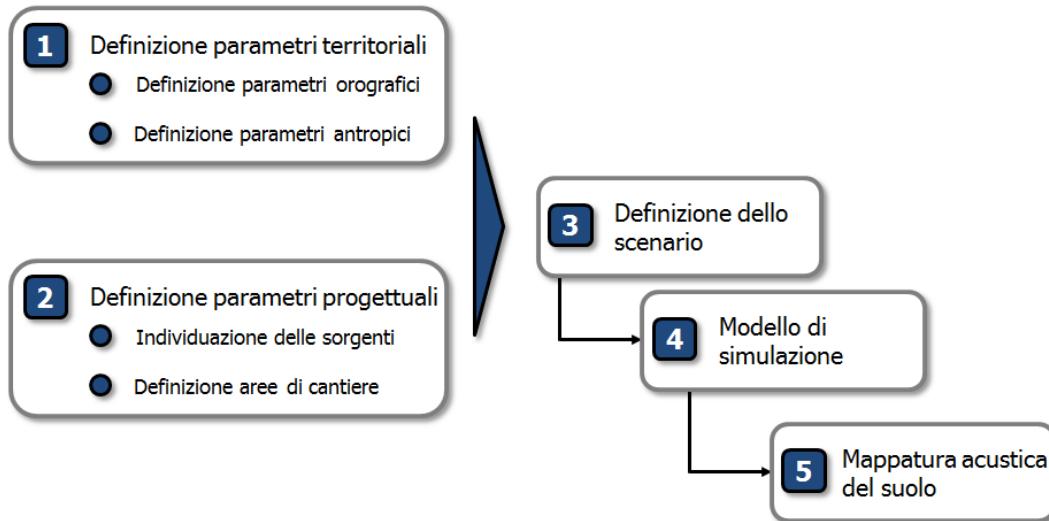 1 Definizione parametri territoriali
Definizione parametri orografici
Definizione parametri antropici
2 Definizione parametri progettuali
Individuazione delle sorgenti
Definizione aree di cantiere
3 Definizione dello
scenario
4 Modello di
simulazione
5 Mappatura acustica
del suolo